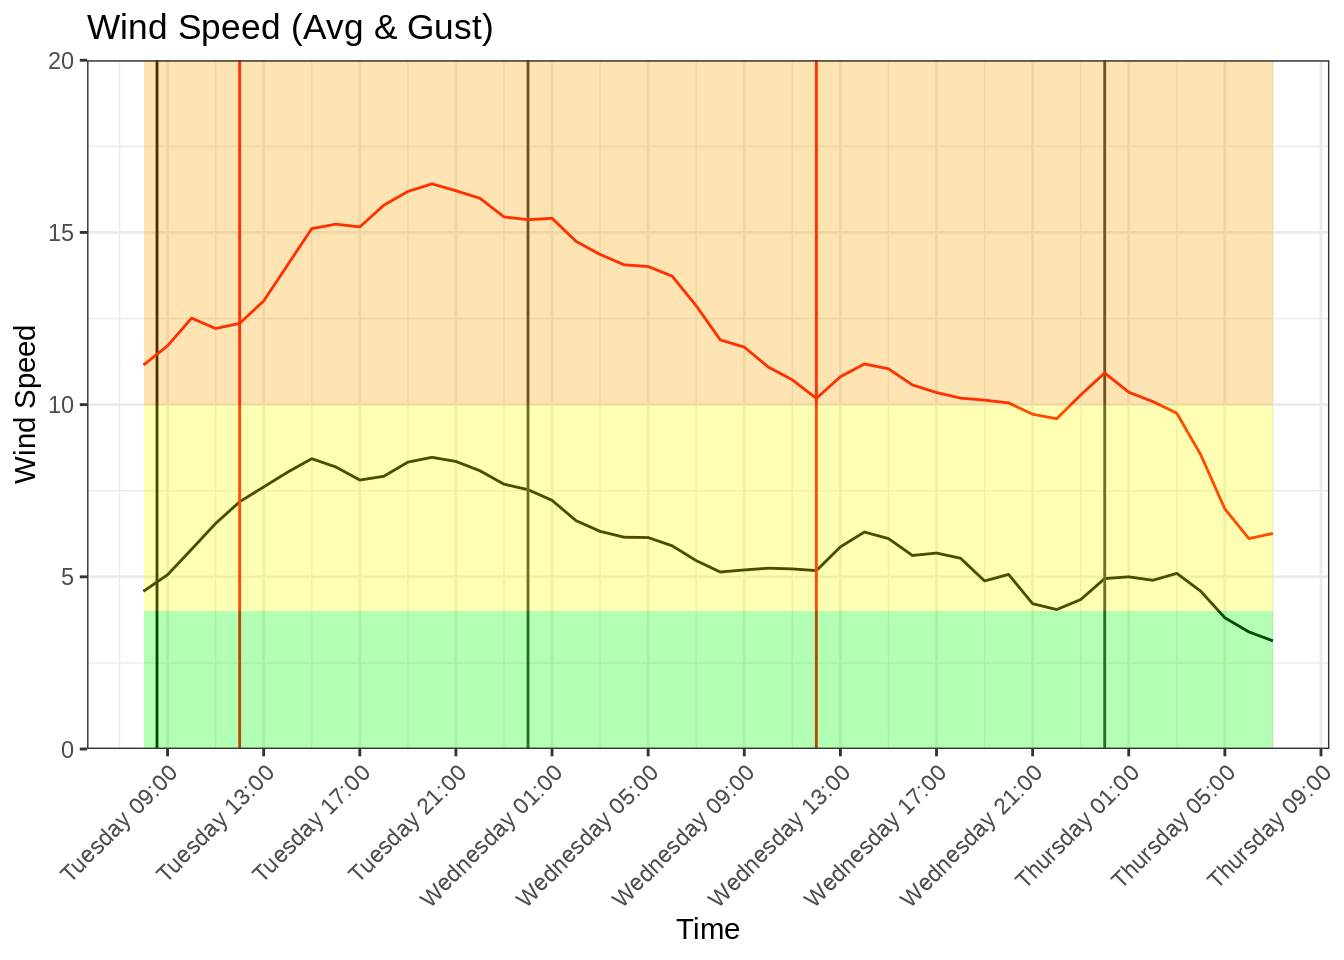 Wind Speed (Avg & Gust)
20
15
10
5
0
Wind Speed
Tuesday 09:00
Tuesday 13:00
Tuesday 17:00
Tuesday 21:00
Wednesday 01:00
Wednesday 05:00
Wednesday 09:00
Wednesday 13:00
Wednesday 17:00
Wednesday 21:00
Thursday 01:00
Thursday 05:00
Thursday 09:00
Time